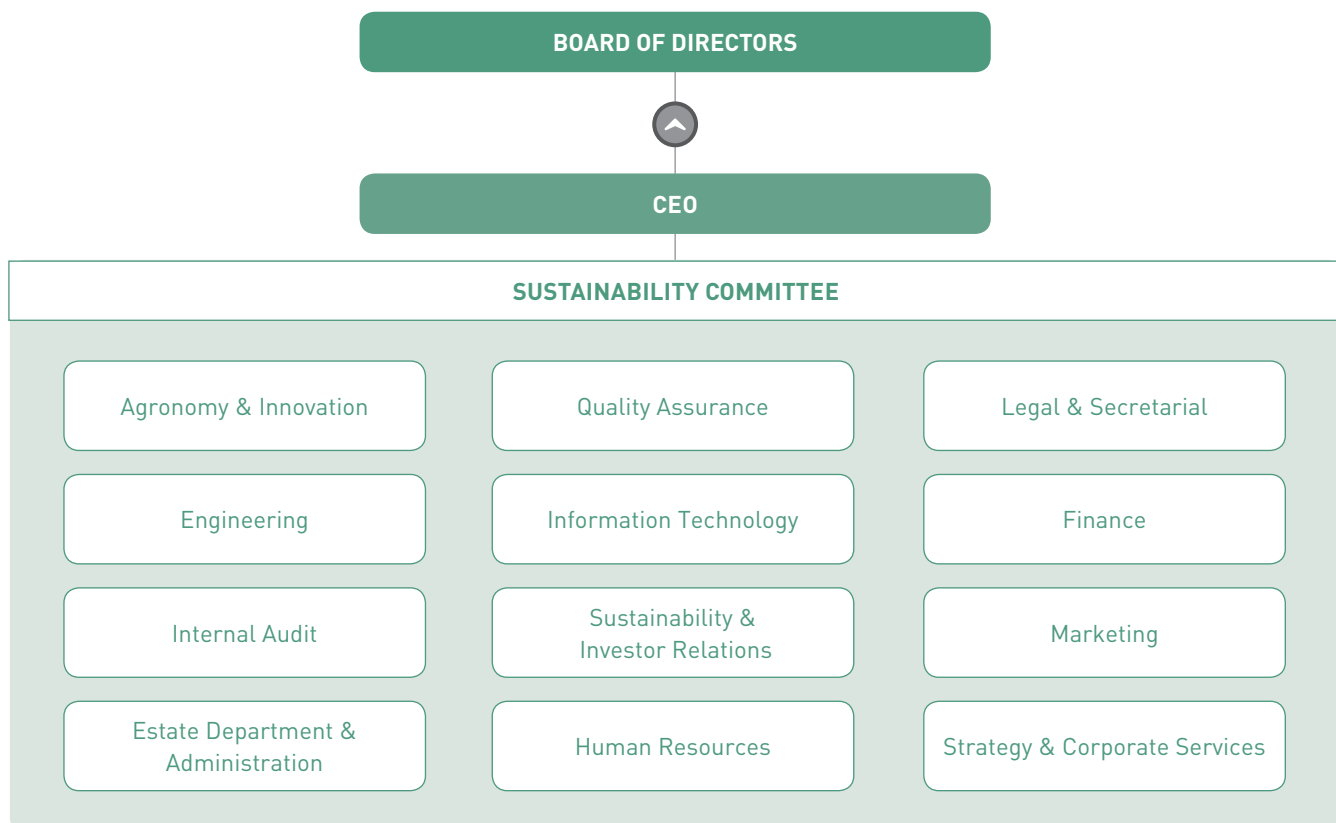 BOARD OF DIRECTORS
CEO
SUSTAINABILITY COMMITTEE
Agronomy & Innovation
Quality Assurance
Legal & Secretarial
Engineering
Information Technology
Finance
Internal Audit
Sustainability &
Investor Relations
Marketing
Estate Department &
Administration
Human Resources
Strategy & Corporate Services